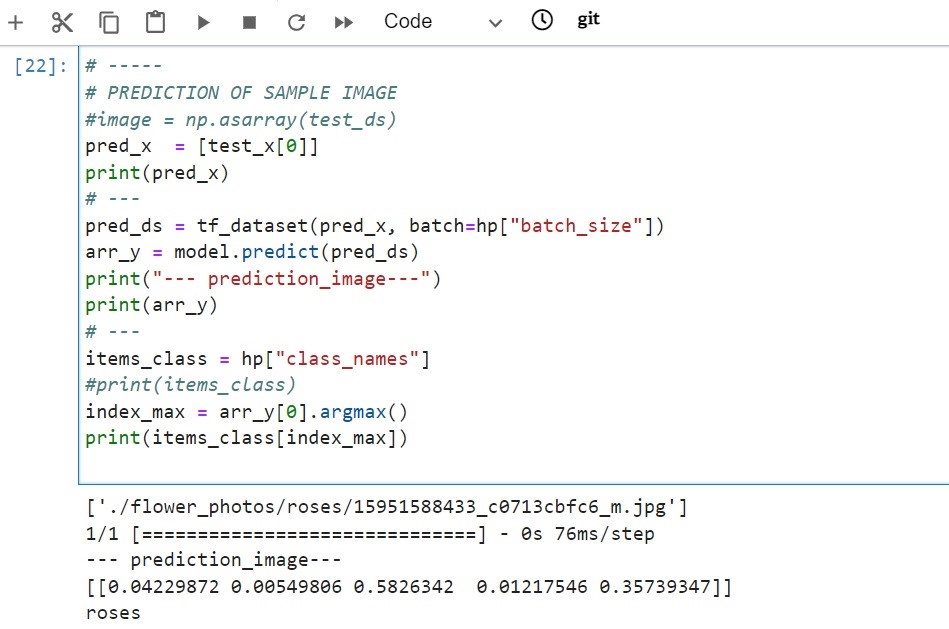 Code git
[22]: # -----
# PREDICTION OF SAMPLE IMAGE
#image = np.asarray(test_ds)
pred_x  = [test_x[0]]
print(pred_x)
# ---
pred_ds = tf_dataset(pred_x, batch=hp["batch_size"])
arr_y = model.predict(pred_ds)
print("--- prediction_image---")
print(arr_y)
# ---
items_class = hp["class_names"]
#print(items_class)
index_max = arr_y[0].argmax()
print(items_class[index_max])
['./flower_photos/roses/15951588433_c0713cbfc6_m.jpg']
1/1 [==============================] - 0s 76ms/step
--- prediction_image---
[[0.04229872 0.00549806 0.5826342  0.01217546 0.35739347]]
roses